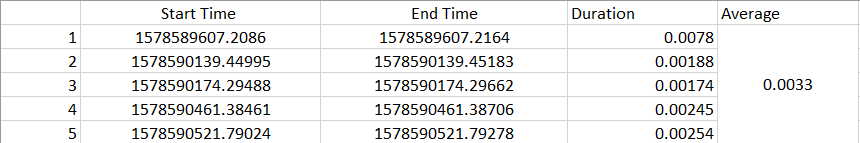 Start Time End Time Duration Average
1 1578589607.2086 1578589607.2164 0.0078
2 1578590139.44995 1578590139.45183 0.00188
3 1578590174.29488 1578590174.29662 0.00174 0.0033
4 1578590461.38461 1578590461.38706 0.00245
5 1578590521.79024 1578590521.79278 0.00254